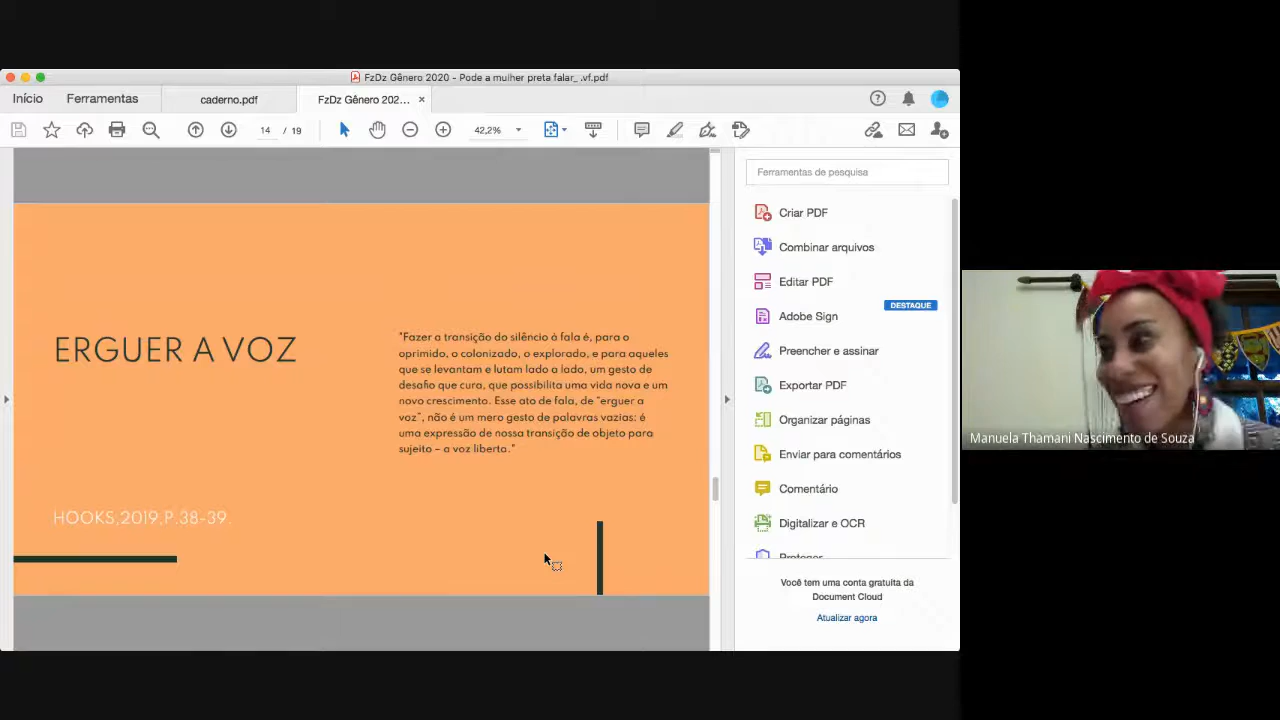 FzDz Gênero 2020 - Pode a mulher preta falar_ .vf.pdf
Início
Ferramentas
caderno.pdf
FzDz Gênero 202...
14 / 19
42,2%
ERGUER A VOZ
"Fazer a transição do silêncio à fala é, para o
oprimido, o colonizado, o explorado, e para aqueles
que se levantam e lutam lado a lado, um gesto de
desafio que cura, que possibilita uma vida nova e um
novo crescimento. Esse ato de fala, de "erguer a
voz", não é um mero gesto de palavras vazias: é
uma expressão de nossa transição de objeto para
sujeito – a voz liberto."
HOOKS,2019,P.38-39.
Ferramentas de pesquisa
Criar PDF
Combinar arquivos
Editar PDF
DESTAQUE
Adobe Sign
Preencher e assinar
Exportar PDF
Organizar páginas
Enviar para comentários
Comentário
Digitalizar e OCR
Proteger
Você tem uma conta gratuita da
Document Cloud
Atualizar agora
Manuela Thamani Nascimento de Souza